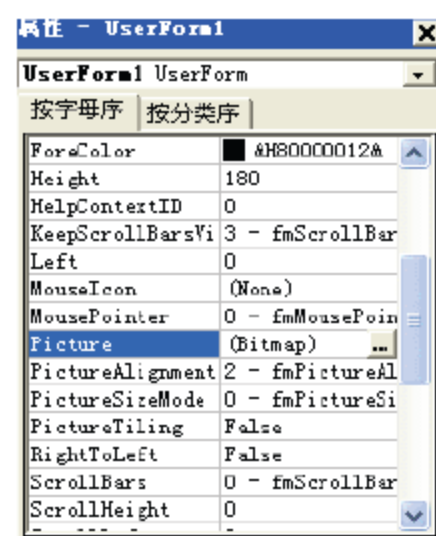 属性 - UserForm1
UserForm1 UserForm
按字母序 按分类序
ForeColor &H80000012&
Height 180
HelpContextID 0
KeepScrollBarsVi 3 - fmScrollBar
Left 0
MouseIcon (None)
MousePointer 0 - fmMousePoin
Picture (Bitmap) ...
PictureAlignment 2 - fmPictureAl
PictureSizeMode 0 - fmPictureSi
PictureTiling False
RightToLeft False
ScrollBars 0 - fmScrollBar
ScrollHeight 0